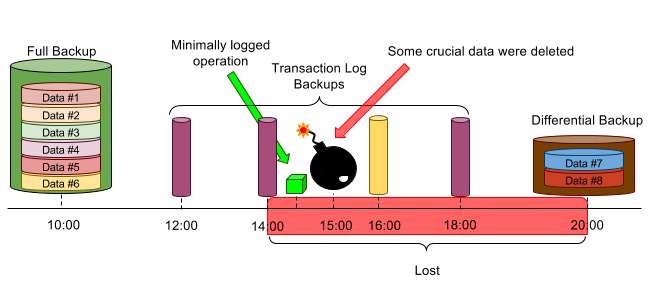 Full Backup
Data #1
Data #2
Data #3
Data #4
Data #5
Data #6
Minimally logged
operation
Some crucial data were deleted
Transaction Log
Backups
Differential Backup
Data #7
Data #8
10:00
12:00
14:00
15:00
16:00
18:00
20:00
Lost